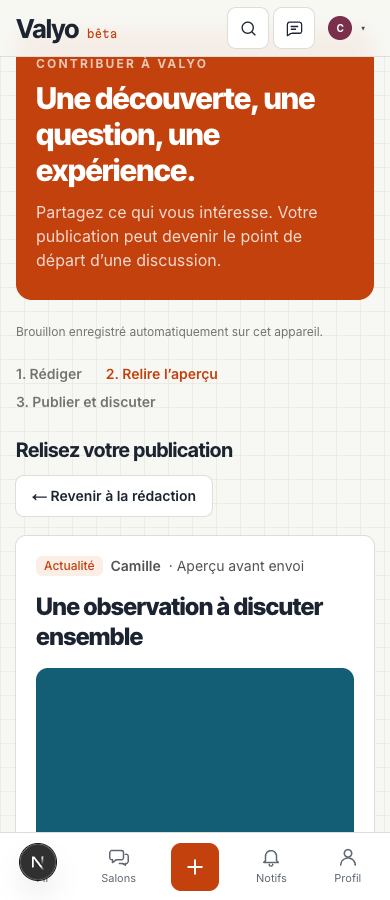 Valyo bêta
C
CONTRIBUER À VALYO
Une découverte, une
question, une
expérience.
Partagez ce qui vous intéresse. Votre
publication peut devenir le point de
départ d’une discussion.
Brouillon enregistré automatiquement sur cet appareil.
1. Rédiger 2. Relire l’aperçu
3. Publier et discuter
Relisez votre publication
← Revenir à la rédaction
Actualité Camille · Aperçu avant envoi
Une observation à discuter
ensemble
N
Salons Notifs Profil